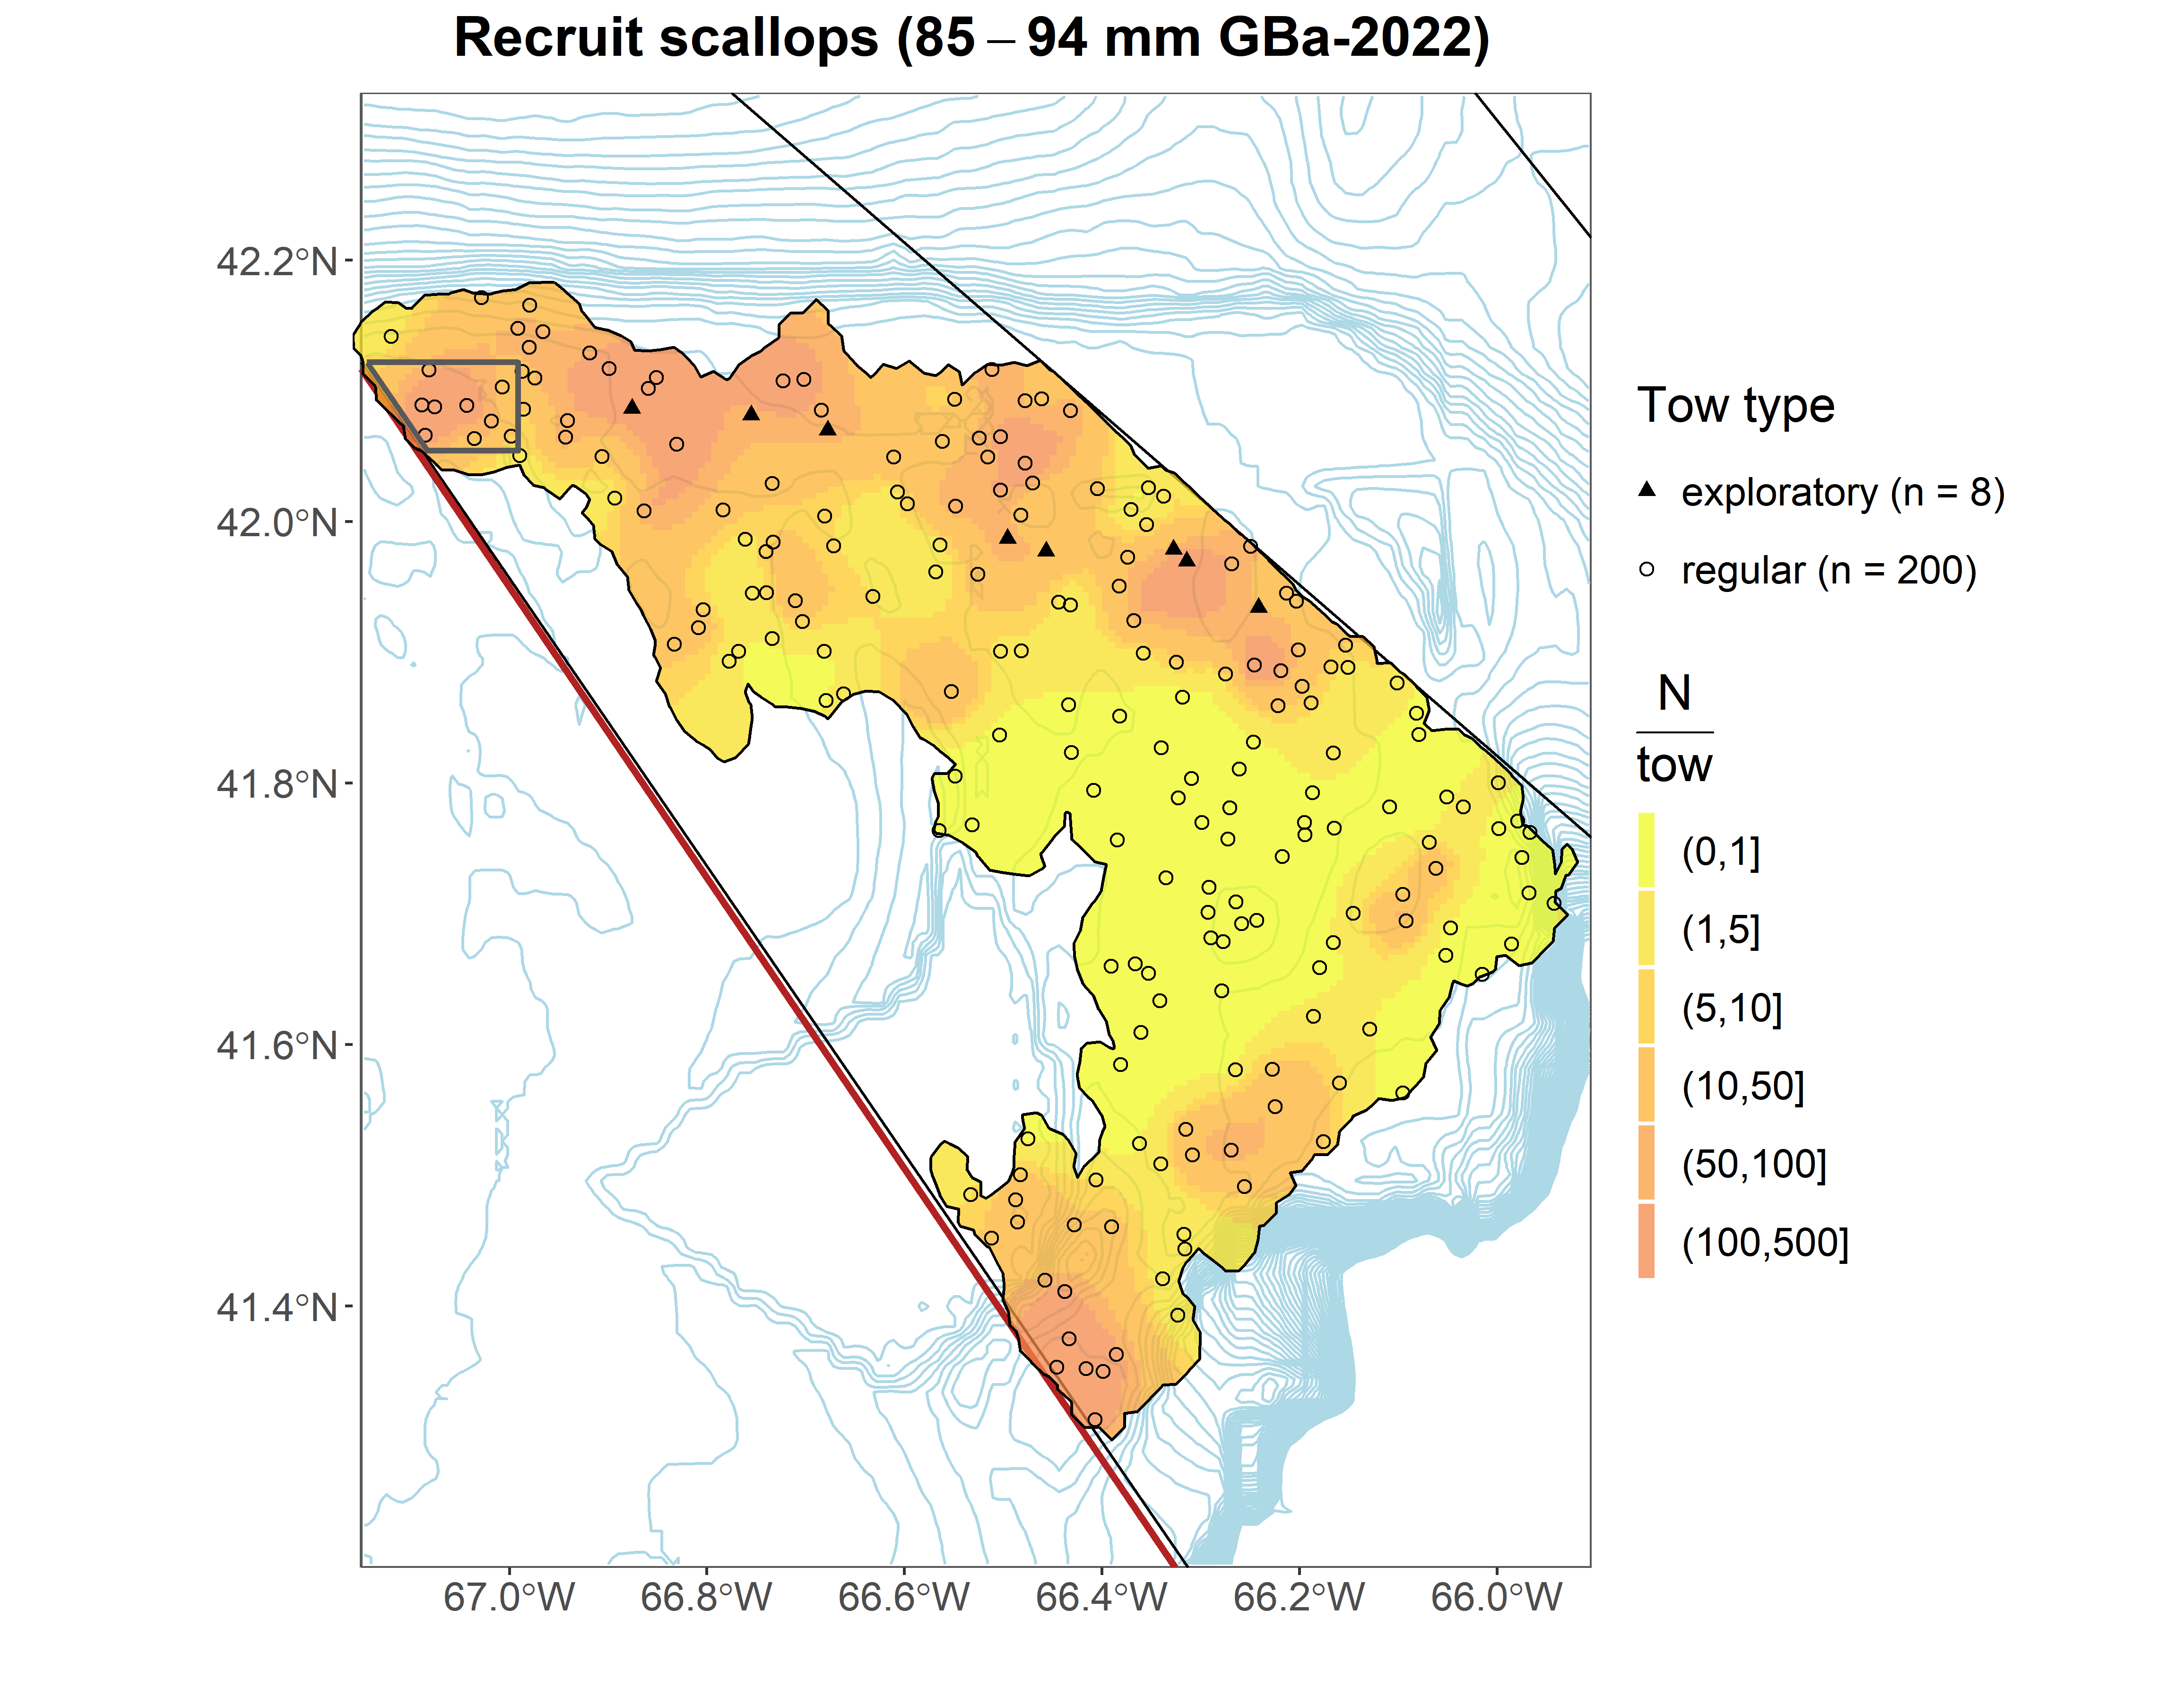 Recruit scallops (85 – 94 mm GBa-2022)
42.2°N
42.0°N
41.8°N
41.6°N
41.4°N
67.0°W
66.8°W
66.6°W
66.4°W
66.2°W
66.0°W
Tow type
exploratory (n = 8)
regular (n = 200)
N
tow
(0,1]
(1,5]
(5,10]
(10,50]
(50,100]
(100,500]